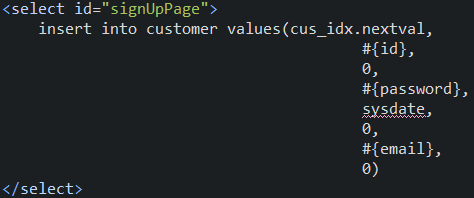 <select id="signUpPage">
insert into customer values(cus_idx.nextval,
#{id},
0,
#{password},
sysdate,
0,
#{email},
0)
</select>